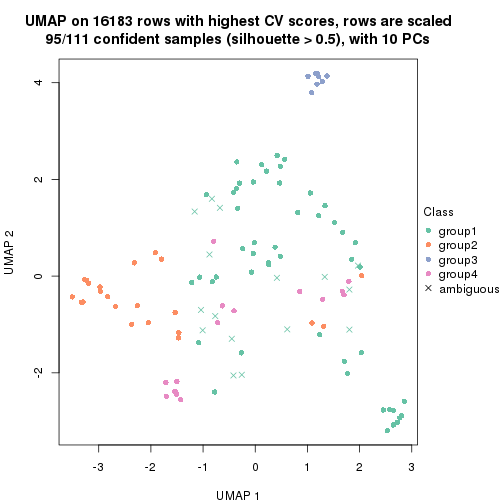 UMAP on 16183 rows with highest CV scores, rows are scaled
95/111 confident samples (silhouette > 0.5), with 10 PCs
4
2
0
-2
UMAP 2
-3
-2
-1
0
1
2
3
UMAP 1
Class
group1
group2
group3
group4
ambiguous